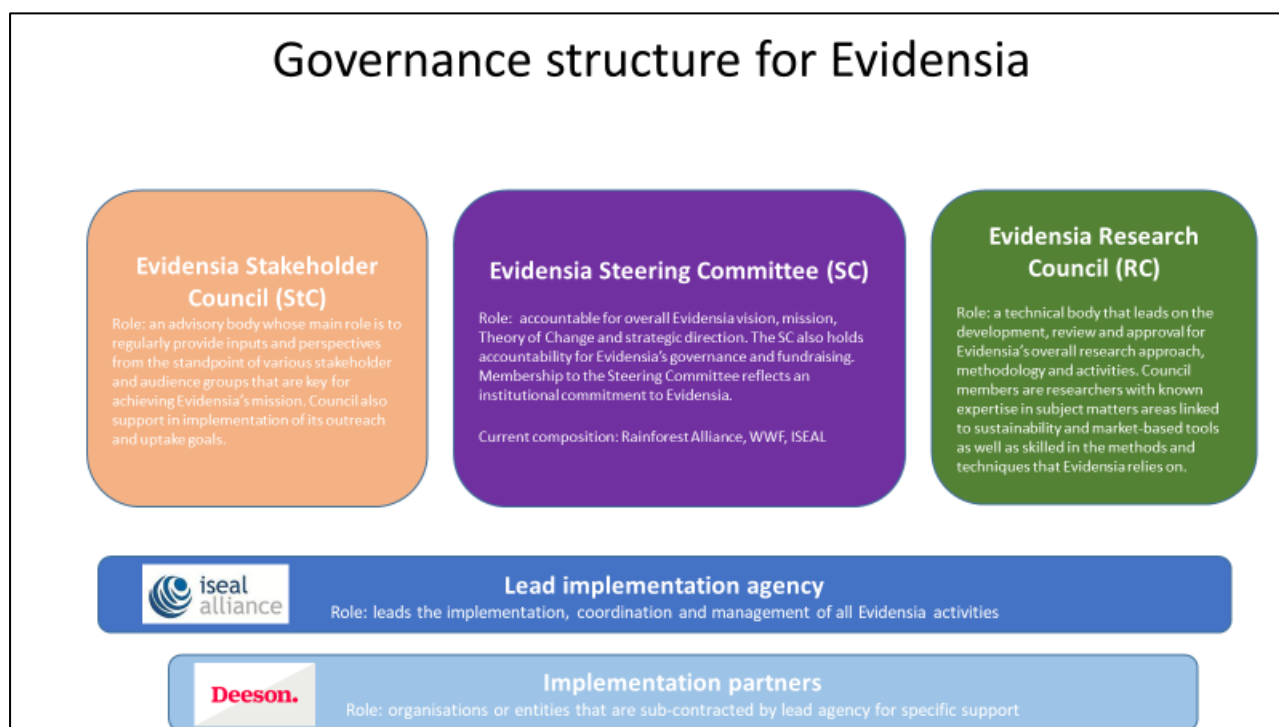 Governance structure for Evidensia
Evidensia Stakeholder
Council (StC)
Role: an advisory body whose main role is to
regularly provide inputs and perspectives
from the standpoint of various stakeholder
and audience groups that are key for
achieving Evidensia's mission. Council also
support in implementation of its outreach
and uptake goals.
Evidensia Steering Committee (SC)
Role: accountable for overall Evidensia vision, mission,
Theory of Change and strategic direction. The SC also holds
accountability for Evidensia's governance and fundraising.
Membership to the Steering Committee reflects an
institutional commitment to Evidensia.
Current composition: Rainforest Alliance, WWF, ISEAL
Evidensia Research
Council (RC)
Role: a technical body that leads on the
development, review and approval for
Evidensia's overall research approach,
methodology and activities. Council
members are researchers with known
expertise in subject matters areas linked
to sustainability and market-based tools
as well as skilled in the methods and
techniques that Evidensia relies on.
iseal
alliance
Lead implementation agency
Role: leads the implementation, coordination and management of all Evidensia activities
Deeson.
Implementation partners
Role: organisations or entities that are sub-contracted by lead agency for specific support